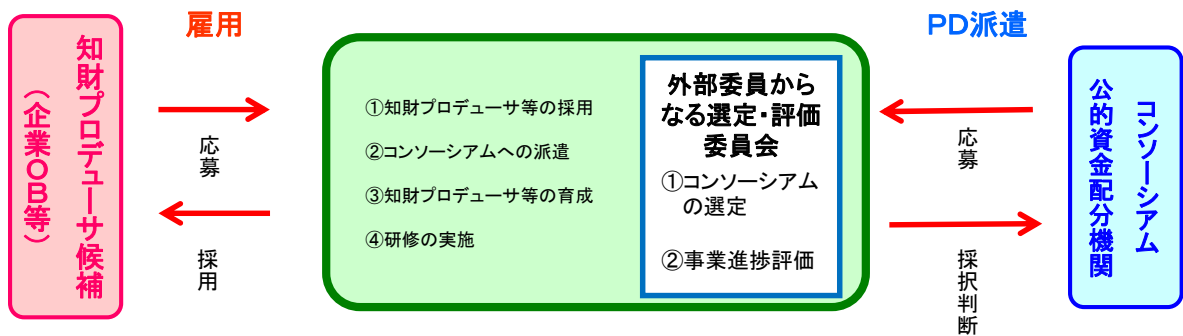 雇用
PD派遣
知財プロデューサ候補
(企業OB等)
応募
採用
①知財プロデューサ等の採用
②コンソーシアムへの派遣
③知財プロデューサ等の育成
④研修の実施
外部委員から
なる選定・評価
委員会
①コンソーシアム
の選定
②事業進捗評価
応募
採択判断
コンソーシアム
公的資金配分機関